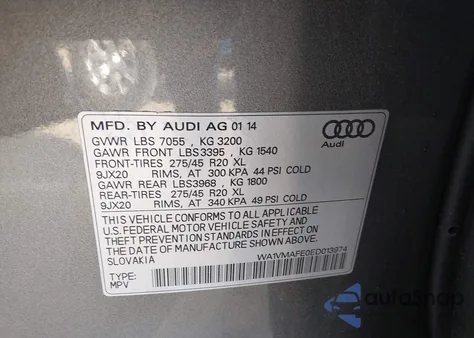 MFD. BY AUDI AG 01 14
GVWR LBS 7055 , KG 3200
GAWR FRONT LBS3395 , KG 1540
FRONT-TIRES 275/45 R20 XL
9JX20 RIMS, AT 300 KPA 44 PSI COLD
GAWR REAR LBS3968 , KG 1800
REAR-TIRES 275/45 R20 XL
9JX20 RIMS, AT 340 KPA 49 PSI COLD
Audi
THIS VEHICLE CONFORMS TO ALL APPLICABLE
U.S. FEDERAL MOTOR VEHICLE SAFETY AND BUMPER
STANDARDS IN EFFECT ON THE DATE OF
MANUFACTURE SHOWN ABOVE.
SLOVAKIA WA1VMAFE0ED013974
TYPE:
MPV
autoSnap